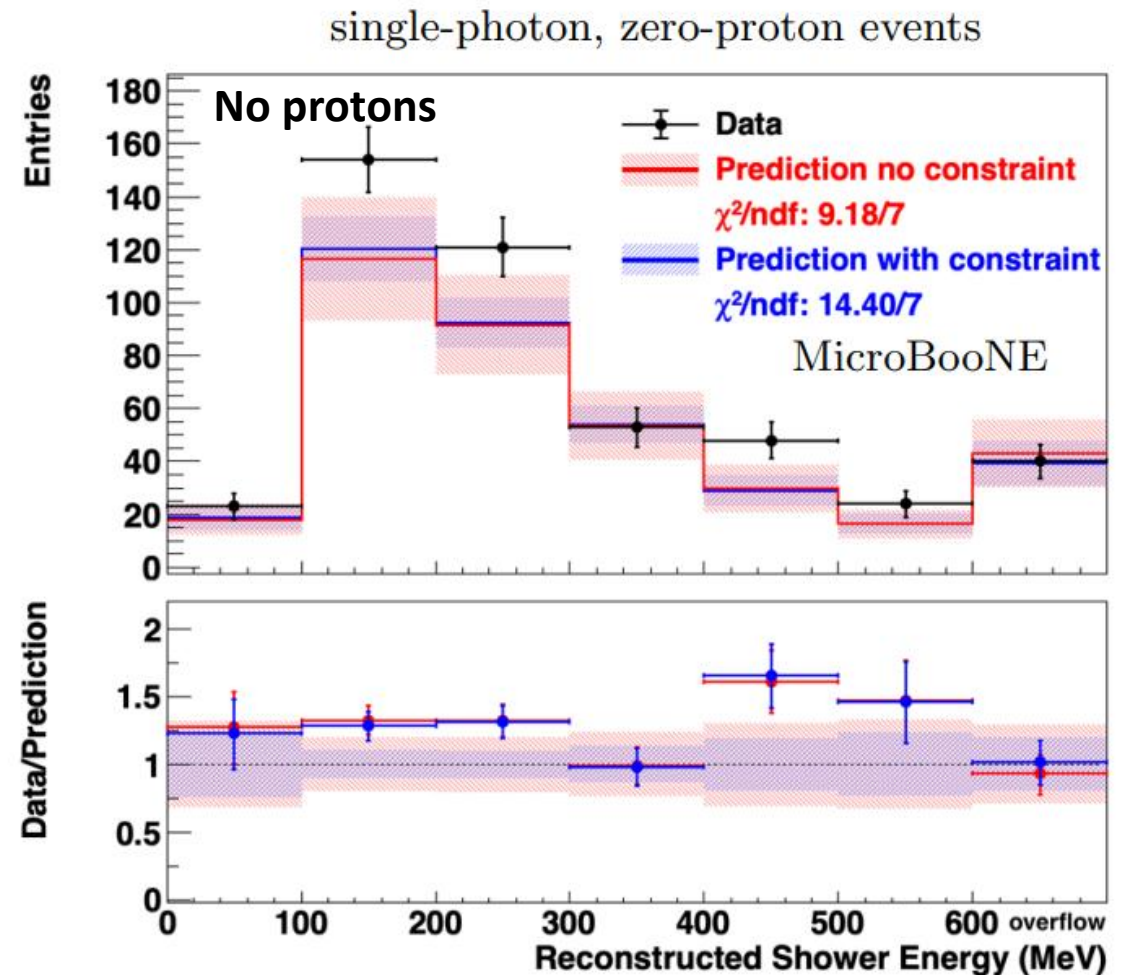 single-photon, zero-proton events
Entries
180
160
140
120
100
80
60
40
20
0
No protons
Data
Prediction no constraint
χ²/ndf: 9.18/7
Prediction with constraint
χ²/ndf: 14.40/7
MicroBooNE
Data/Prediction
2
1.5
1
0.5
0
0 100 200 300 400 500 600 overflow
Reconstructed Shower Energy (MeV)